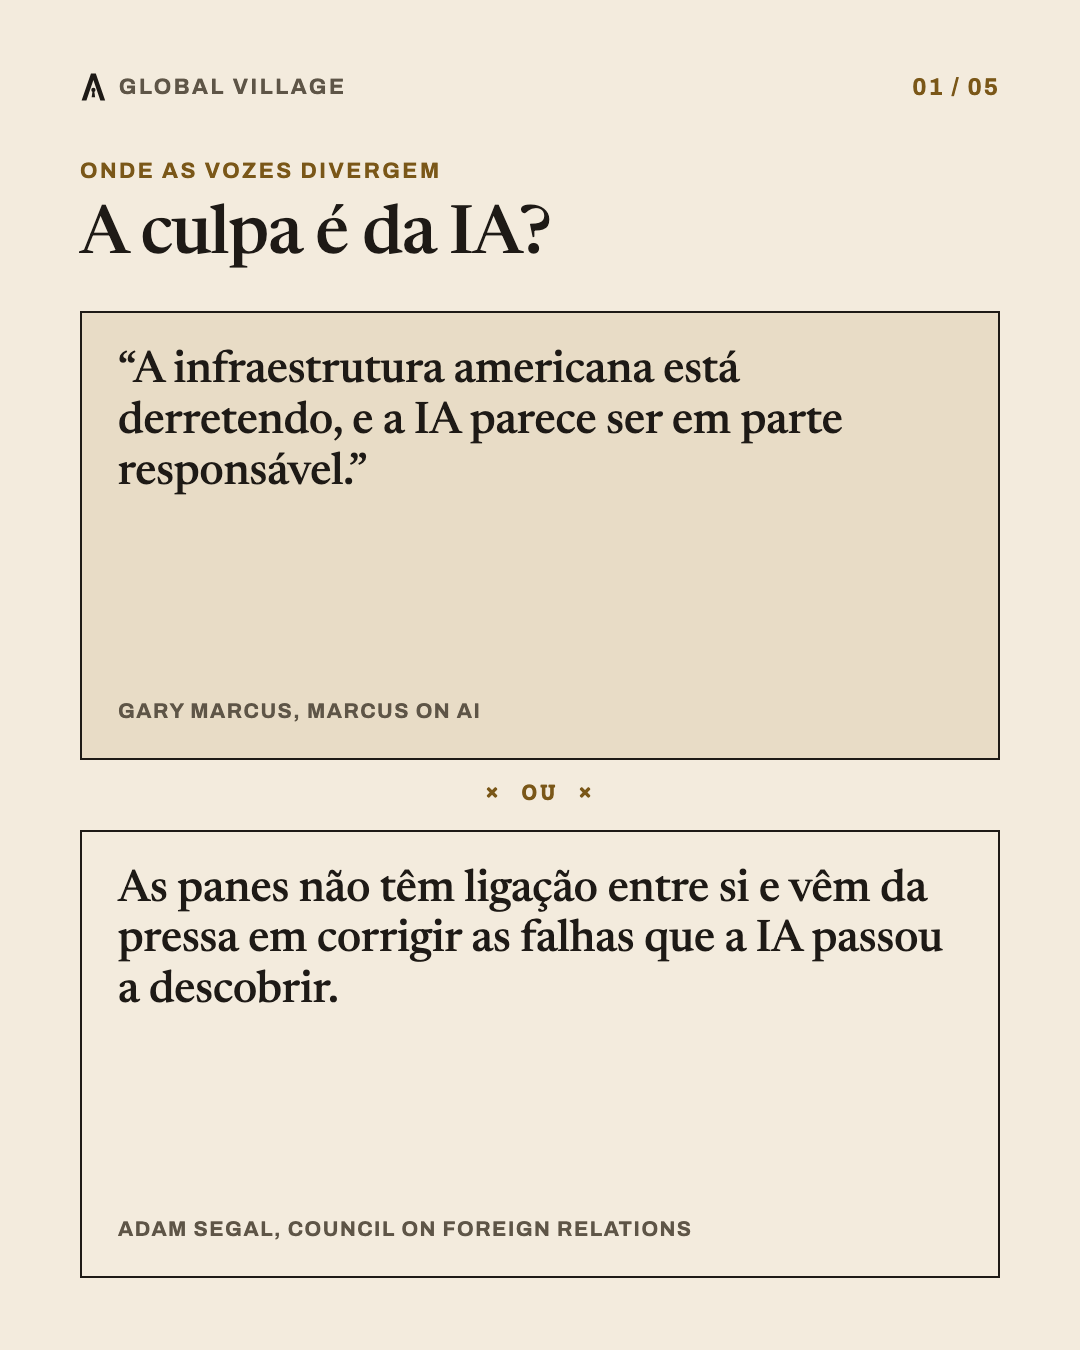 GLOBAL VILLAGE
01 / 05
ONDE AS VOZES DIVERGEM
A culpa é da IA?
“A infraestrutura americana está
derretendo, e a IA parece ser em parte
responsável.”
GARY MARCUS, MARCUS ON AI
× OU ×
As panes não têm ligação entre si e vêm da
pressa em corrigir as falhas que a IA passou
a descobrir.
ADAM SEGAL, COUNCIL ON FOREIGN RELATIONS